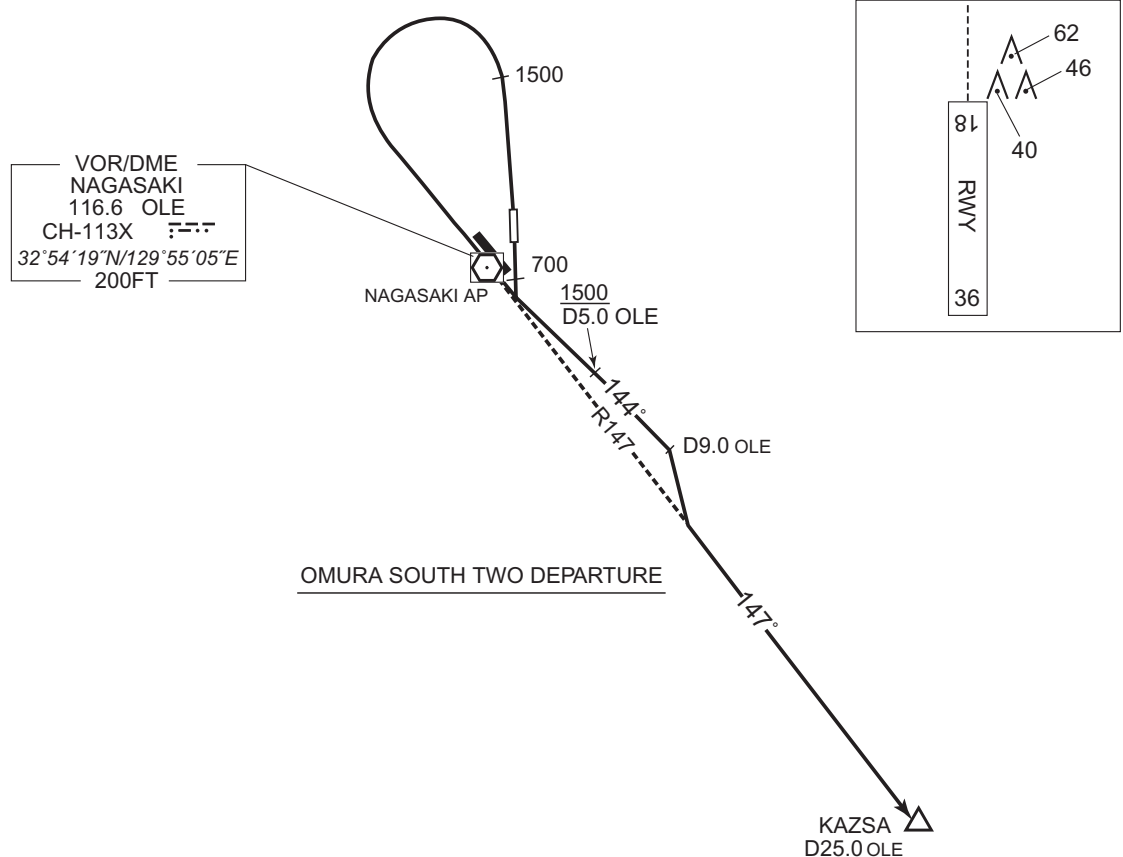 1500
VOR/DME
NAGASAKI
116.6 OLE
CH-113X
32°54′19″N/129°55′05″E
200FT
NAGASAKI AP
700
1500
D5.0 OLE
144°
R147
D9.0 OLE
OMURA SOUTH TWO DEPARTURE
147°
KAZSA
D25.0 OLE
62
46
40
18
RWY
36